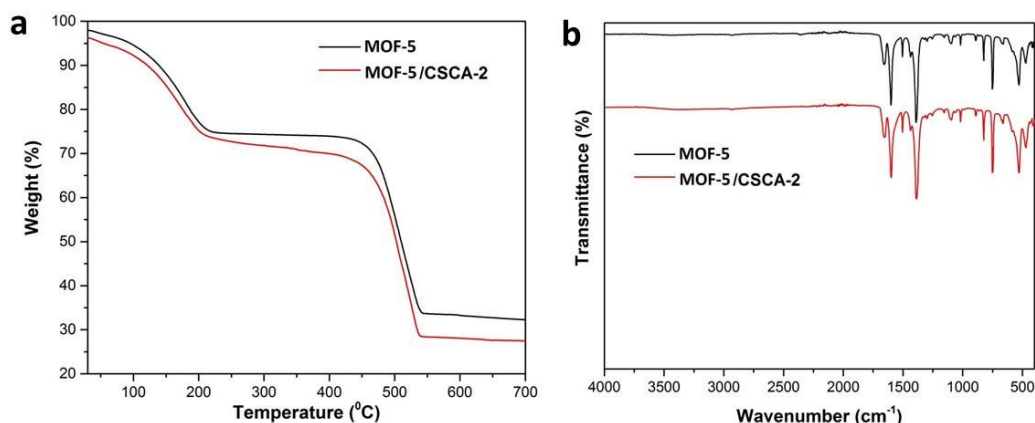 a
MOF-5
MOF-5/CSCA-2
Weight (%)
100
90
80
70
60
50
40
30
20
100 200 300 400 500 600 700
Temperature (⁰C)
b
MOF-5
MOF-5/CSCA-2
Transmittance (%)
4000 3500 3000 2500 2000 1500 1000 500
Wavenumber (cm⁻¹)